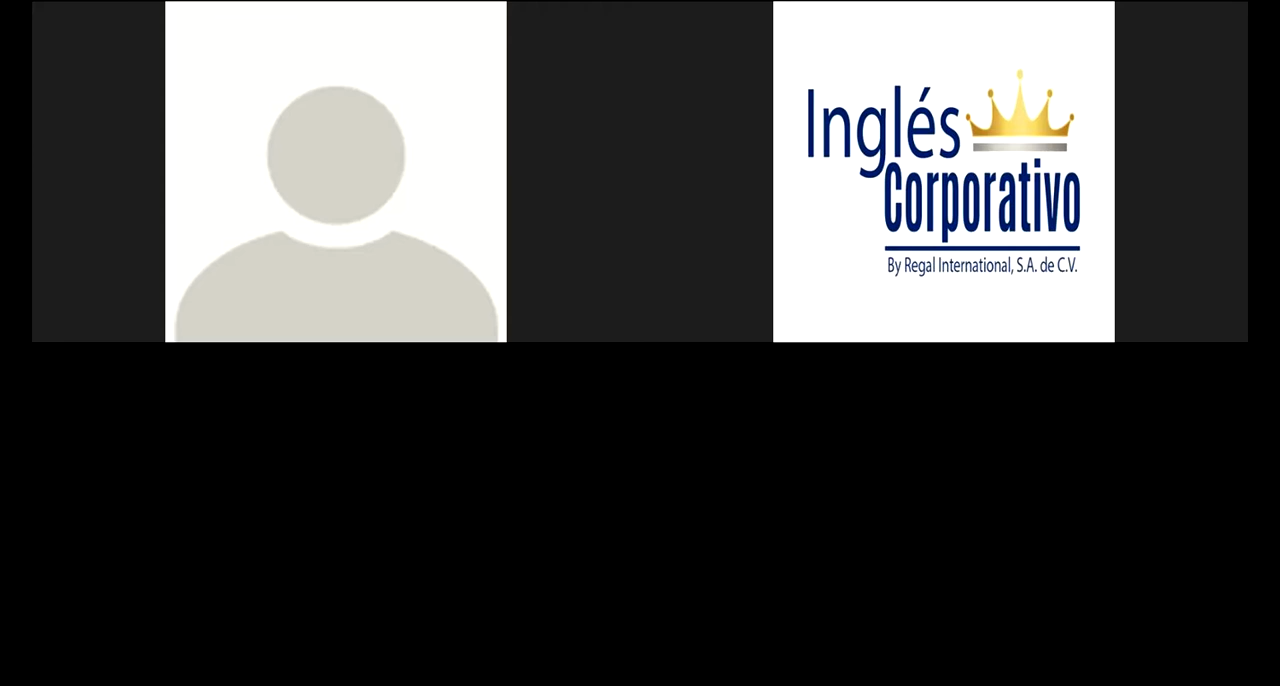 Inglés
Corporativo
By Regal International, S.A. de C.V.